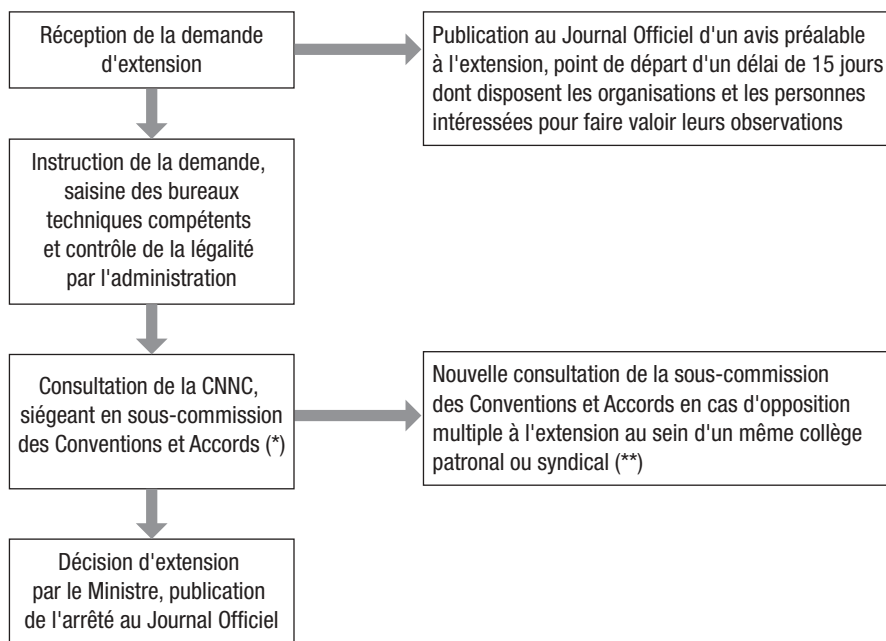 Réception de la demande
d'extension
Publication au Journal Officiel d'un avis préalable
à l'extension, point de départ d'un délai de 15 jours
dont disposent les organisations et les personnes
intéressées pour faire valoir leurs observations
Instruction de la demande,
saisine des bureaux
techniques compétents
et contrôle de la légalité
par l'administration
Consultation de la CNNC,
siégeant en sous-commission
des Conventions et Accords (*)
Nouvelle consultation de la sous-commission
des Conventions et Accords en cas d'opposition
multiple à l'extension au sein d'un même collège
patronal ou syndical (**)
Décision d'extension
par le Ministre, publication
de l'arrêté au Journal Officiel